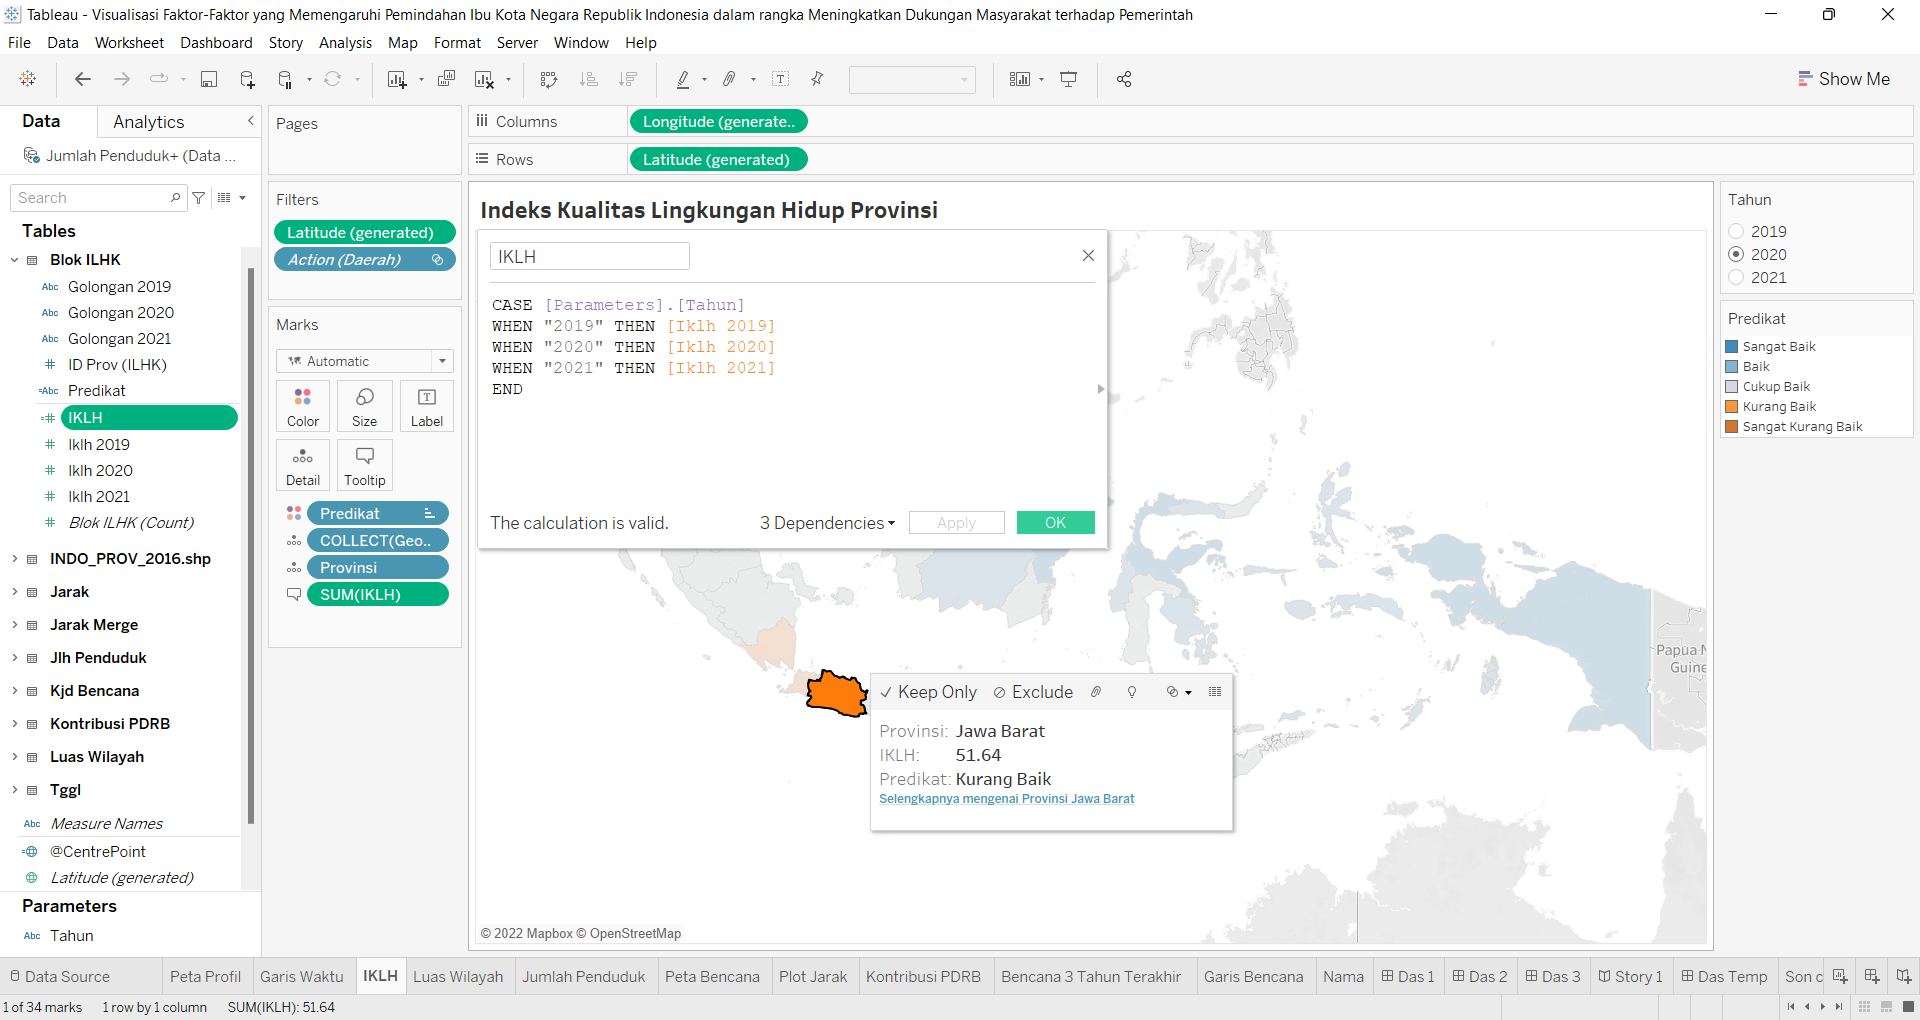 Tableau - Visualisasi Faktor-Faktor yang Memengaruhi Pemindahan Ibu Kota Negara Republik Indonesia dalam rangka Meningkatkan Dukungan Masyarakat terhadap Pemerintah
File Data Worksheet Dashboard Story Analysis Map Format Server Window Help
Show Me
Data
Analytics
Jumlah Penduduk+ (Data ...
Search
Tables
Blok ILHK
Abc Golongan 2019
Abc Golongan 2020
Abc Golongan 2021
# ID Prov (ILHK)
=Abc Predikat
=# IKLH
# Iklh 2019
# Iklh 2020
# Iklh 2021
# Blok ILHK (Count)
INDO_PROV_2016.shp
Jarak
Jarak Merge
Jlh Penduduk
Kjd Bencana
Kontribusi PDRB
Luas Wilayah
Tggl
Abc Measure Names
@CentrePoint
Latitude (generated)
Parameters
Abc Tahun
Pages
Filters
Latitude (generated)
Action (Daerah)
Marks
Automatic
Color Size Label
Detail Tooltip
Predikat
COLLECT(Geo..
Provinsi
SUM(IKLH)
Columns Longitude (generate..
Rows Latitude (generated)
Indeks Kualitas Lingkungan Hidup Provinsi
IKLH
CASE [Parameters].[Tahun]
WHEN "2019" THEN [Iklh 2019]
WHEN "2020" THEN [Iklh 2020]
WHEN "2021" THEN [Iklh 2021]
END
The calculation is valid. 3 Dependencies Apply OK
Keep Only Exclude
Provinsi: Jawa Barat
IKLH: 51.64
Predikat: Kurang Baik
Selengkapnya mengenai Provinsi Jawa Barat
Papua N
Guine
© 2022 Mapbox © OpenStreetMap
Tahun
2019
2020
2021
Predikat
Sangat Baik
Baik
Cukup Baik
Kurang Baik
Sangat Kurang Baik
Data Source Peta Profil Garis Waktu IKLH Luas Wilayah Jumlah Penduduk Peta Bencana Plot Jarak Kontribusi PDRB Bencana 3 Tahun Terakhir Garis Bencana Nama Das 1 Das 2 Das 3 Story 1 Das Temp Son c
1 of 34 marks 1 row by 1 column SUM(IKLH): 51.64